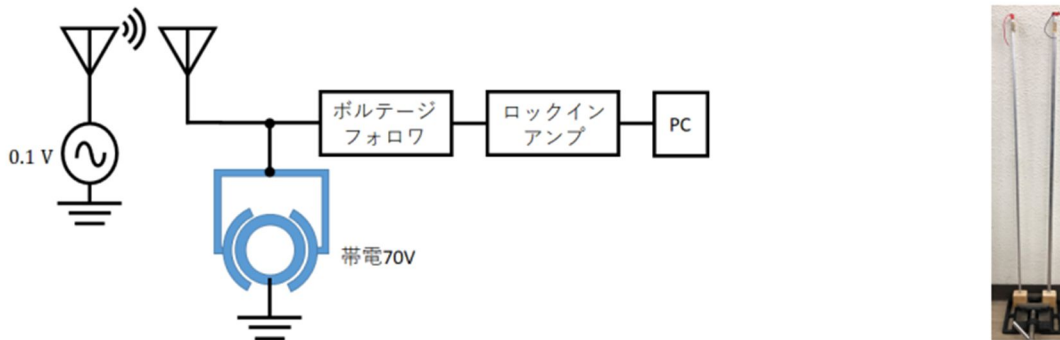 0.1 V
ボルテージ
フォロワ
ロックイン
アンプ
PC
帯電70V